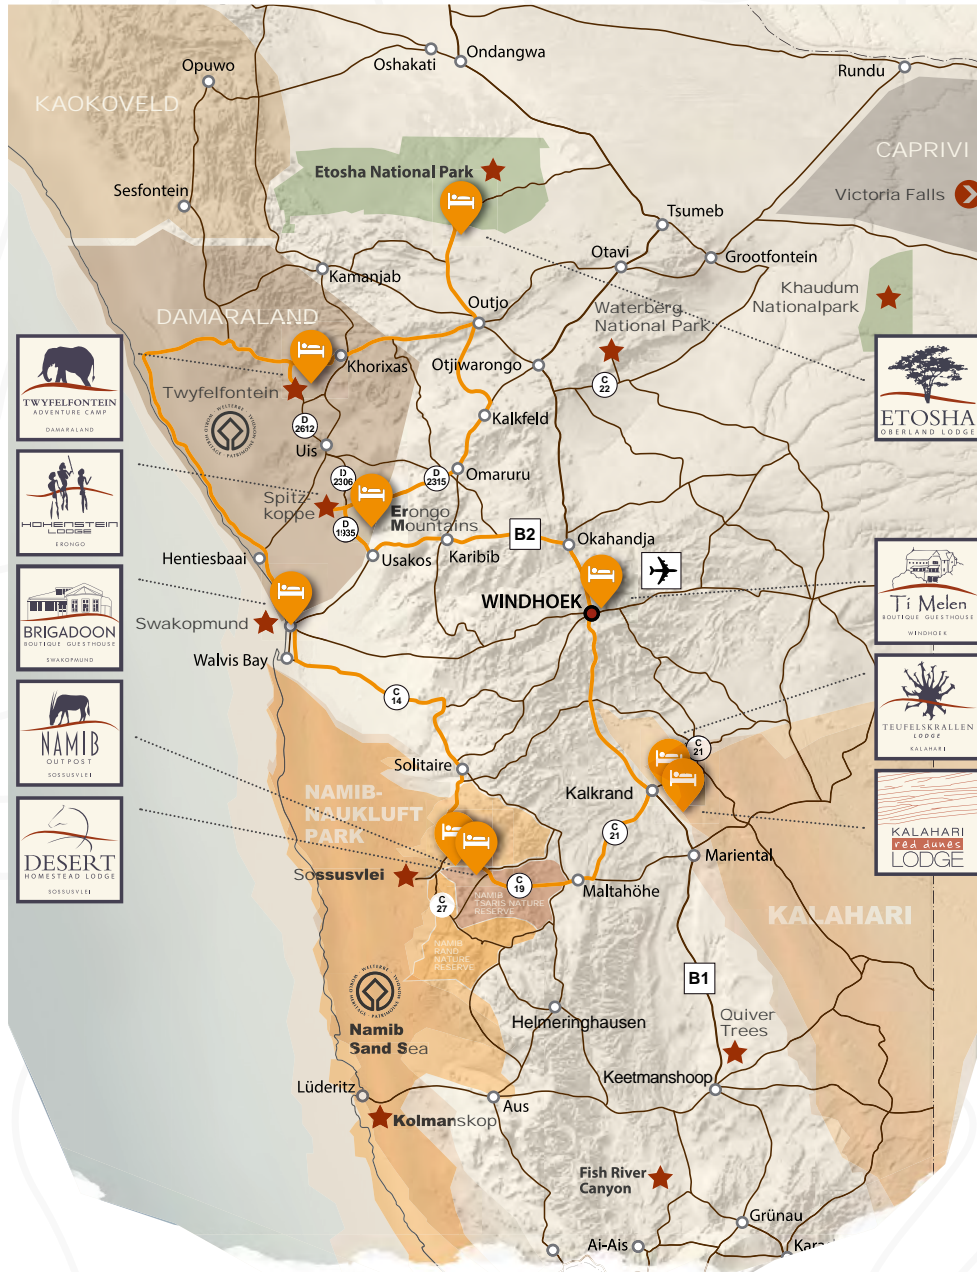 Oshakati
Ondangwa
Opuwo
Rundu
KAOKOVELD
CAPRIVI
Etosha National Park
Victoria Falls
Sesfontein
Tsumeb
Otavi
Grootfontein
Kamanjab
Khaudum
Nationalpark
Outjo
Waterberg
National Park
DAMARALAND
Khorixas
Otjiwarongo
C
22
TWYFELFONTEIN
ADVENTURE CAMP
DAMARALAND
Twyfelfontein
ETOSHA
OBERLAND LODGE
Kalkfeld
D
2612
Uis
D
2306
D
2315
Omaruru
HOHENSTEIN
LODGE
ERONGO
Spitz-
koppe
Erongo
Mountains
D
1935
B2
Okahandja
Hentiesbaai
Usakos
Karibib
WINDHOEK
Ti Melen
BOUTIQUE GUESTHOUSE
WINDHOEK
BRIGADOON
BOUTIQUE GUESTHOUSE
SWAKOPMUND
Swakopmund
Walvis Bay
C
14
NAMIB
OUTPOST
SOSSUSVLEI
TEUFELSKRALLEN
LODGE
KALAHARI
C
21
Solitaire
NAMIB-
NAUKLUFT
PARK
Kalkrand
C
21
KALAHARI
red dunes
LODGE
DESERT
HOMESTEAD LODGE
SOSSUSVLEI
Sossusvlei
Mariental
C
19
Maltahöhe
C
27
NAMIB
TSARIS NATURE
RESERVE
KALAHARI
NAMIB
RAND
NATURE
RESERVE
B1
Namib
Sand Sea
Helmeringhausen
Quiver
Trees
Lüderitz
Keetmanshoop
Aus
Kolmanskop
Fish River
Canyon
Grünau
Ai-Ais